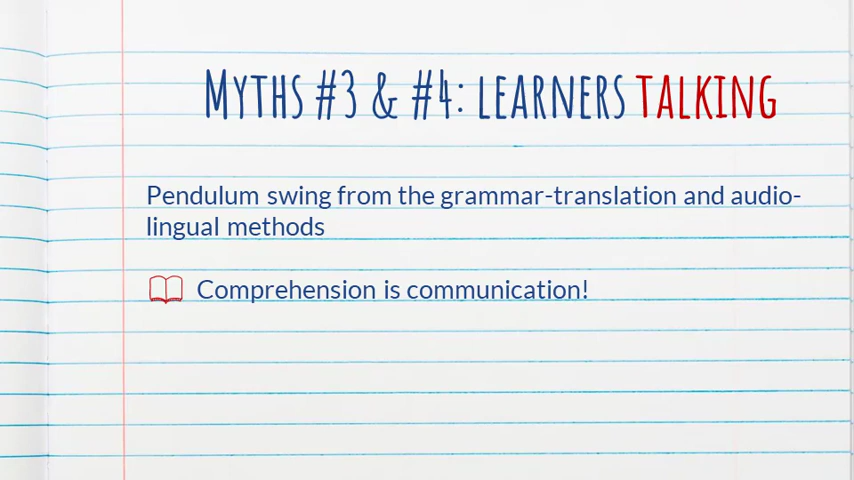 Myths #3 & #4: learners talking
Pendulum swing from the grammar-translation and audio-
lingual methods
Comprehension is communication!